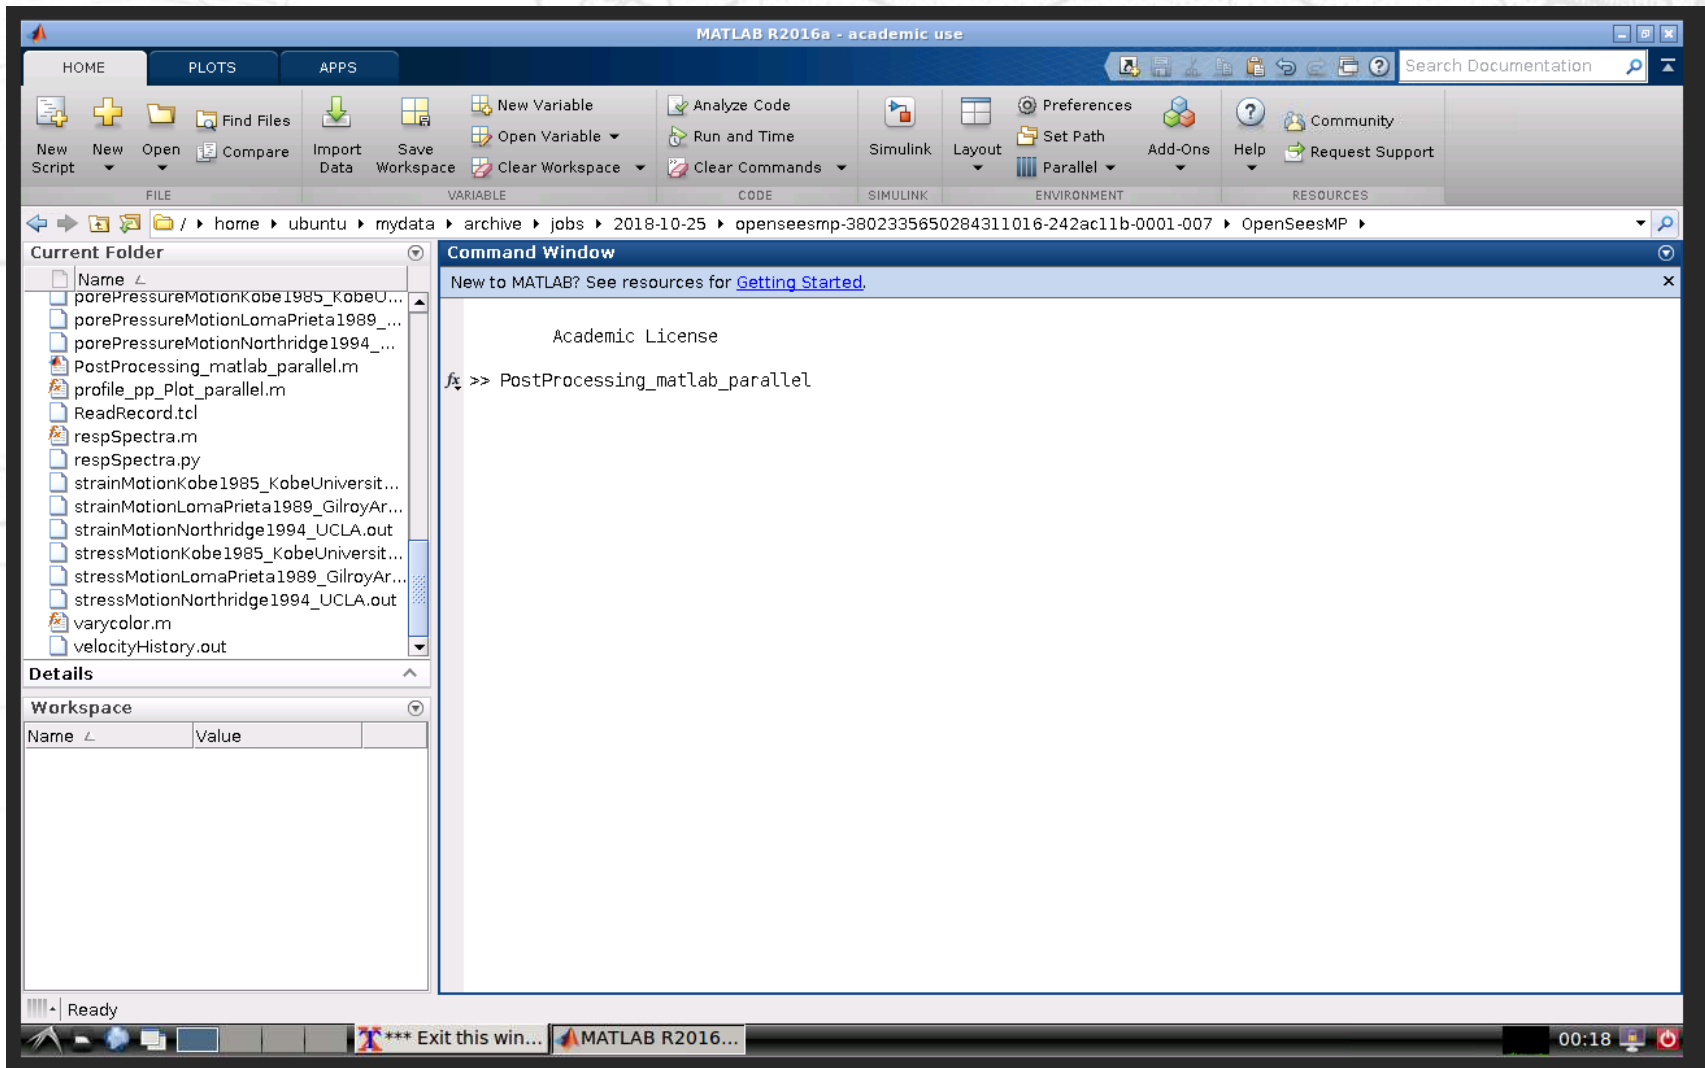 MATLAB R2016a - academic use
HOME PLOTS APPS Search Documentation
New Script
New
Open
Find Files
Compare
Import Data
Save Workspace
New Variable
Open Variable
Clear Workspace
Analyze Code
Run and Time
Clear Commands
Simulink
Layout
Preferences
Set Path
Parallel
Add-Ons
Help
Community
Request Support
FILE VARIABLE CODE SIMULINK ENVIRONMENT RESOURCES
/ home ubuntu mydata archive jobs 2018-10-25 openseesmp-3802335650284311016-242ac11b-0001-007 OpenSeesMP
Current Folder
Name
porePressureMotionKobe1985_KobeU...
porePressureMotionLomaPrieta1989_...
porePressureMotionNorthridge1994_...
PostProcessing_matlab_parallel.m
profile_pp_Plot_parallel.m
ReadRecord.tcl
respSpectra.m
respSpectra.py
strainMotionKobe1985_KobeUniversit...
strainMotionLomaPrieta1989_GilroyAr...
strainMotionNorthridge1994_UCLA.out
stressMotionKobe1985_KobeUniversit...
stressMotionLomaPrieta1989_GilroyAr...
stressMotionNorthridge1994_UCLA.out
varycolor.m
velocityHistory.out
Details
Workspace
Name Value
Command Window
New to MATLAB? See resources for Getting Started.
Academic License
fx >> PostProcessing_matlab_parallel
Ready
*** Exit this win... MATLAB R2016... 00:18